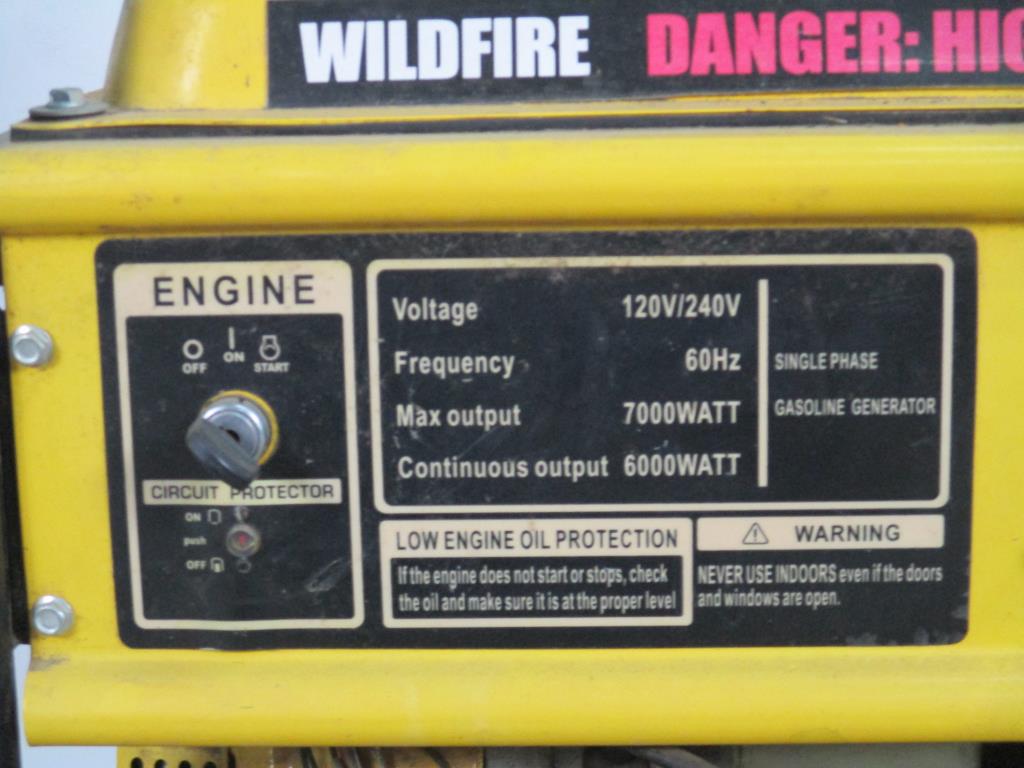 WILDFIRE DANGER: HIG
ENGINE
OFF
ON
START
CIRCUIT PROTECTOR
ON
push
OFF
Voltage 120V/240V
Frequency 60Hz
Max output 7000WATT
Continuous output 6000WATT
SINGLE PHASE
GASOLINE GENERATOR
LOW ENGINE OIL PROTECTION
If the engine does not start or stops, check
the oil and make sure it is at the proper level
WARNING
NEVER USE INDOORS even if the doors
and windows are open.